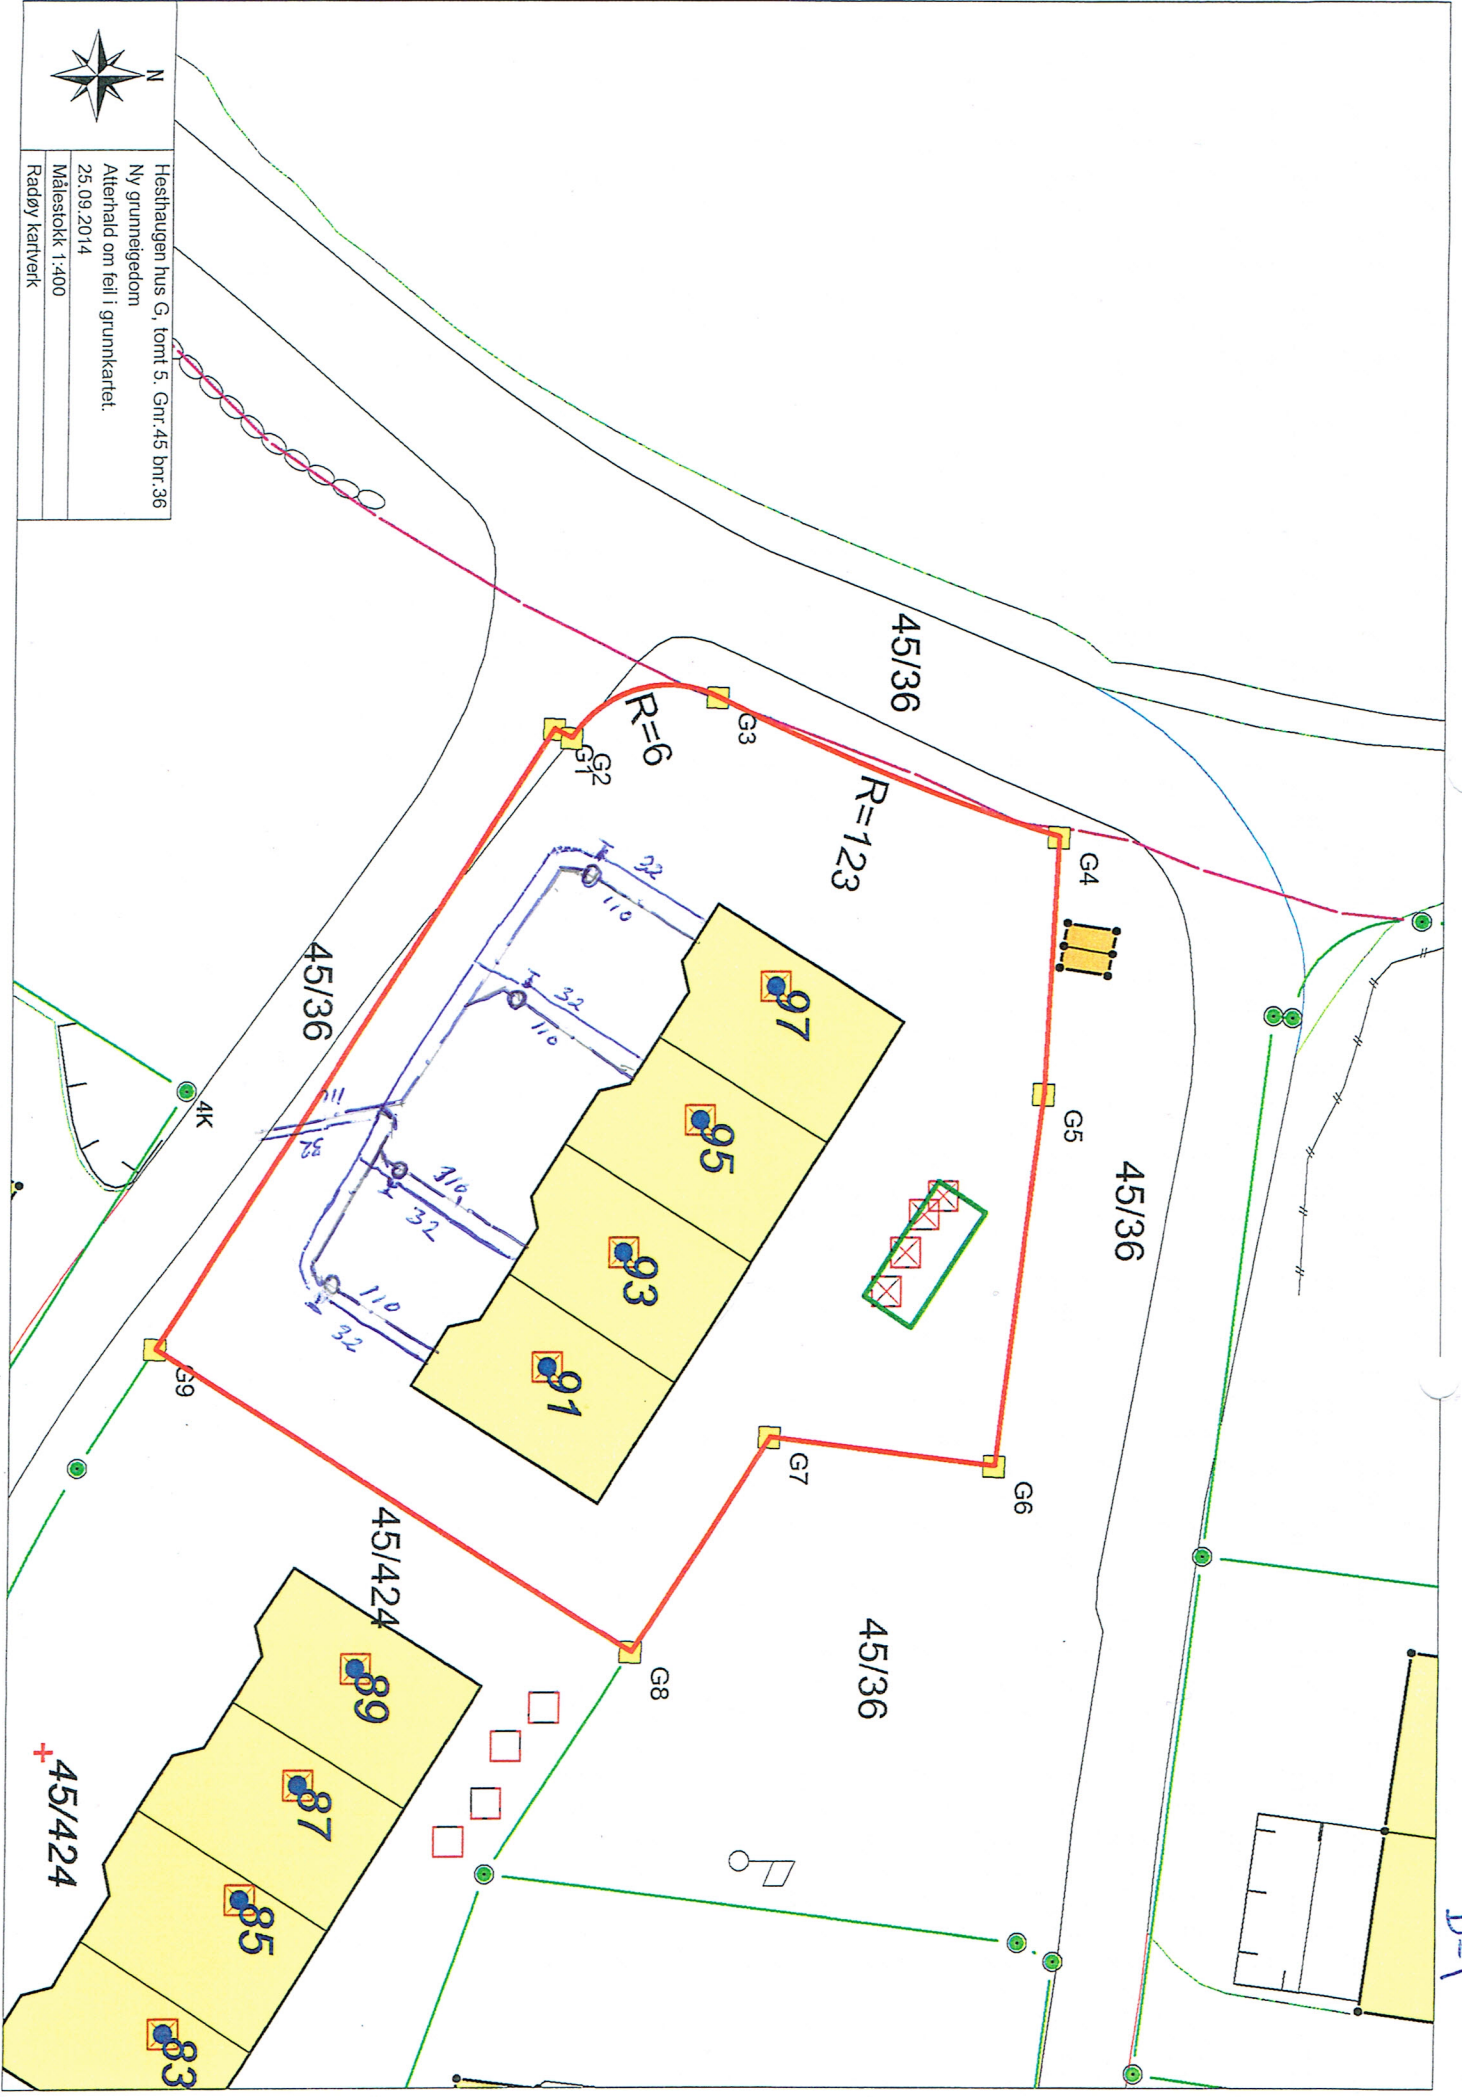 N
Hesthaugen hus G, tomt 5. Gnr.45 bnr.36
Ny grunneigedom
Atterhald om feil i grunnkartet.
25.09.2014
Målestokk 1:400
Radøy kartverk
45/36
45/36
45/36
45/36
45/424
45/424
G1
G2
G3
G4
G5
G6
G7
G8
G9
R=6
R=123
4K
97
95
93
91
89
87
85
83
32
110
32
110
110
32
110
32
110
32